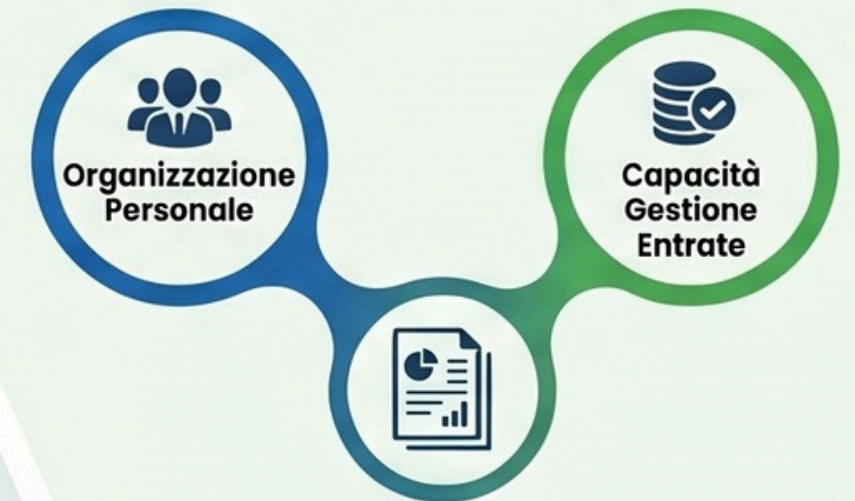 Organizzazione
Personale
Capacità
Gestione
Entrate